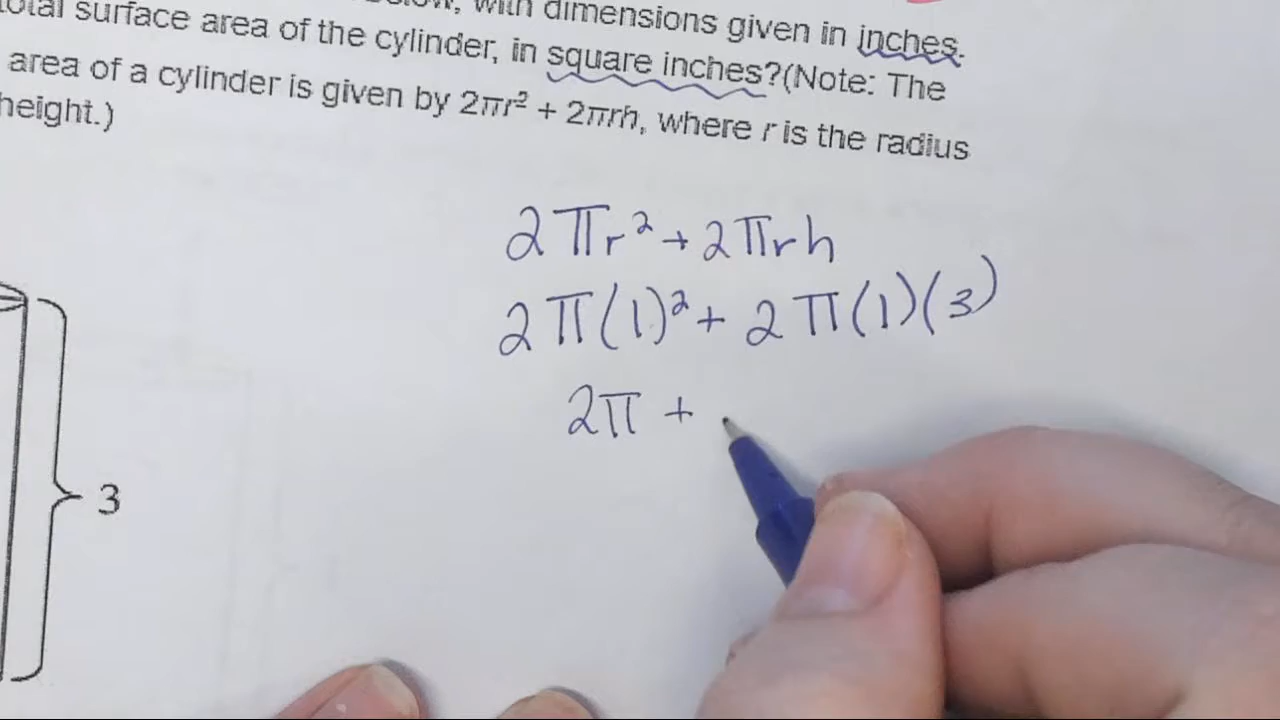 total surface area of the cylinder, in square inches?(Note: The
with dimensions given in inches.
area of a cylinder is given by 2πr² + 2πrh, where r is the radius
height.)
2πr² + 2πrh
2π(1)² + 2π(1)(3)
2π +
3